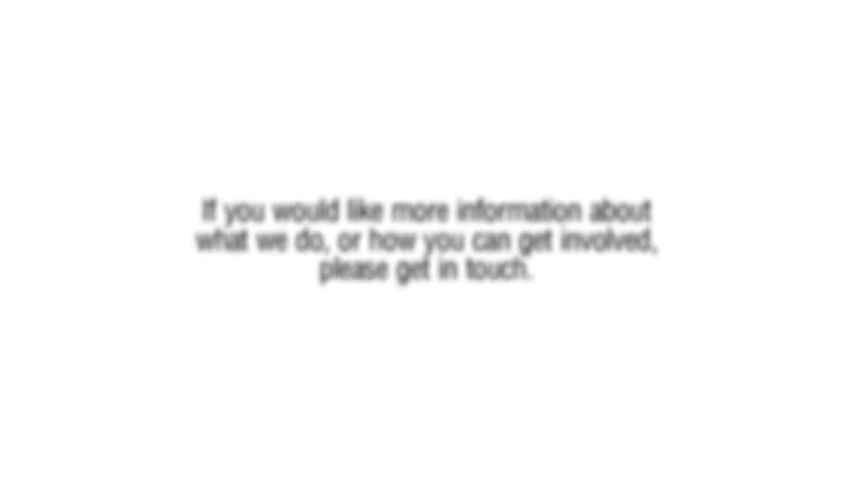 If you would like more information about
what we do, or how you can get involved,
please get in touch.